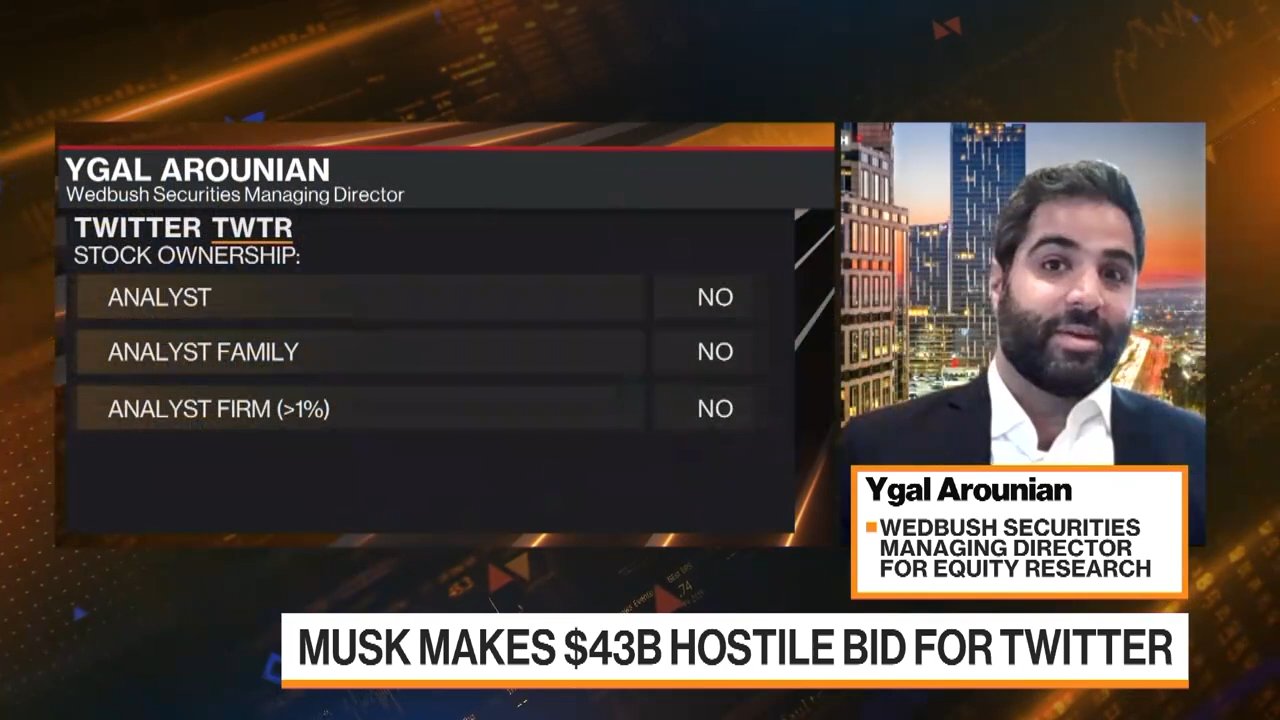 YGAL AROUNIAN
Wedbush Securities Managing Director
TWITTER TWTR
STOCK OWNERSHIP:
ANALYST NO
ANALYST FAMILY NO
ANALYST FIRM (>1%) NO
Ygal Arounian
WEDBUSH SECURITIES
MANAGING DIRECTOR
FOR EQUITY RESEARCH
MUSK MAKES $43B HOSTILE BID FOR TWITTER